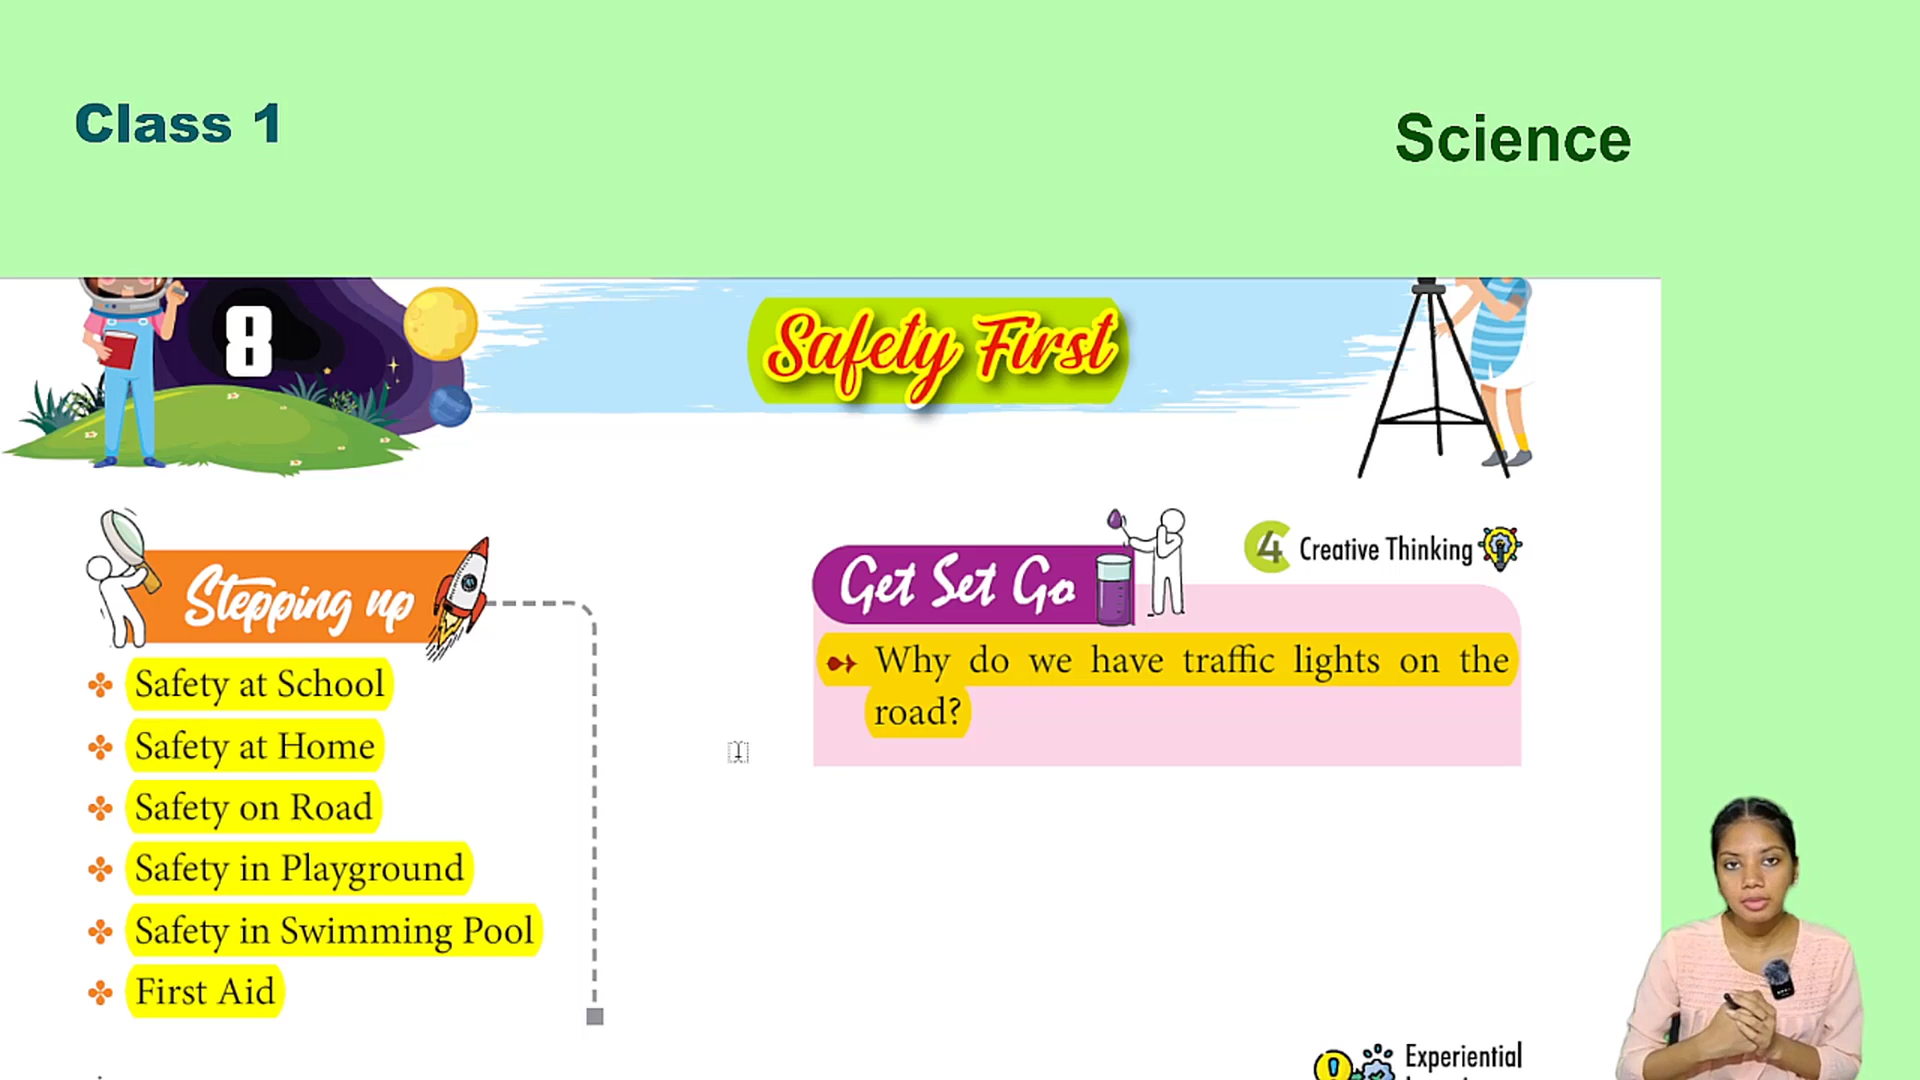 Class 1
Science
8
Safety First
Stepping up
Safety at School
Safety at Home
Safety on Road
Safety in Playground
Safety in Swimming Pool
First Aid
Get Set Go
4 Creative Thinking
Why do we have traffic lights on the
road?
Experiential